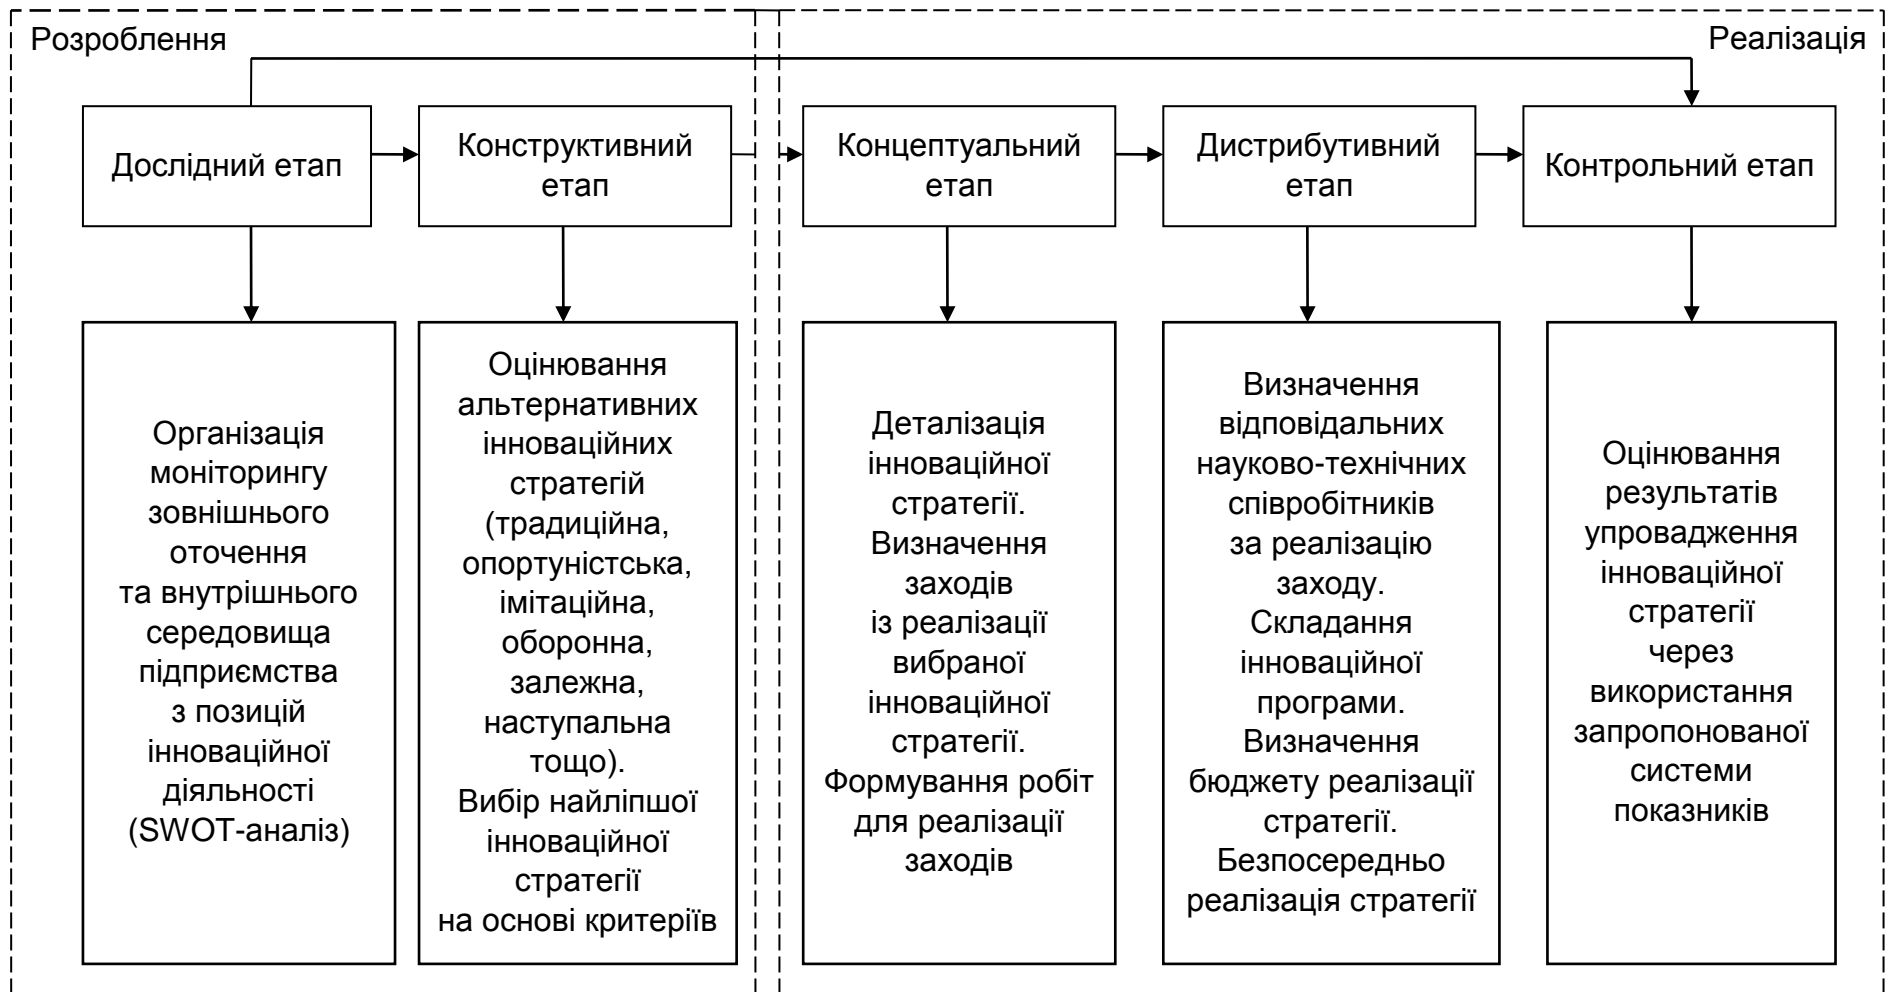 Розроблення
Реалізація
Дослідний етап
Конструктивний
етап
Концептуальний
етап
Дистрибутивний
етап
Контрольний етап
Організація
моніторингу
зовнішнього
оточення
та внутрішнього
середовища
підприємства
з позицій
інноваційної
діяльності
(SWOT-аналіз)
Оцінювання
альтернативних
інноваційних
стратегій
(традиційна,
опортуністська,
імітаційна,
оборонна,
залежна,
наступальна
тощо).
Вибір найліпшої
інноваційної
стратегії
на основі критеріїв
Деталізація
інноваційної
стратегії.
Визначення
заходів
із реалізації
вибраної
інноваційної
стратегії.
Формування робіт
для реалізації
заходів
Визначення
відповідальних
науково-технічних
співробітників
за реалізацію
заходу.
Складання
інноваційної
програми.
Визначення
бюджету реалізації
стратегії.
Безпосередньо
реалізація стратегії
Оцінювання
результатів
упровадження
інноваційної
стратегії
через
використання
запропонованої
системи
показників